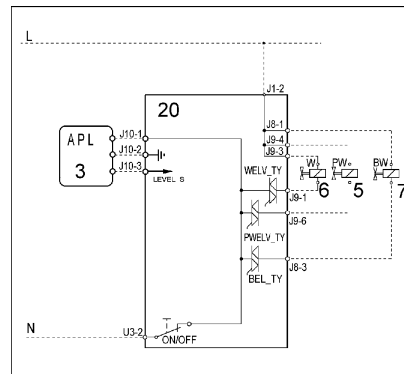 L
J1-2
20
J8-1
J10-1
J9-4
APL
J10-2
J9-3
3
J10-3
LEVEL S
WELV_TY
W
PW
BW
J9-1
6
5
7
J9-6
PWELV_TY
J8-3
BEL_TY
N
U3-2
ON/OFF